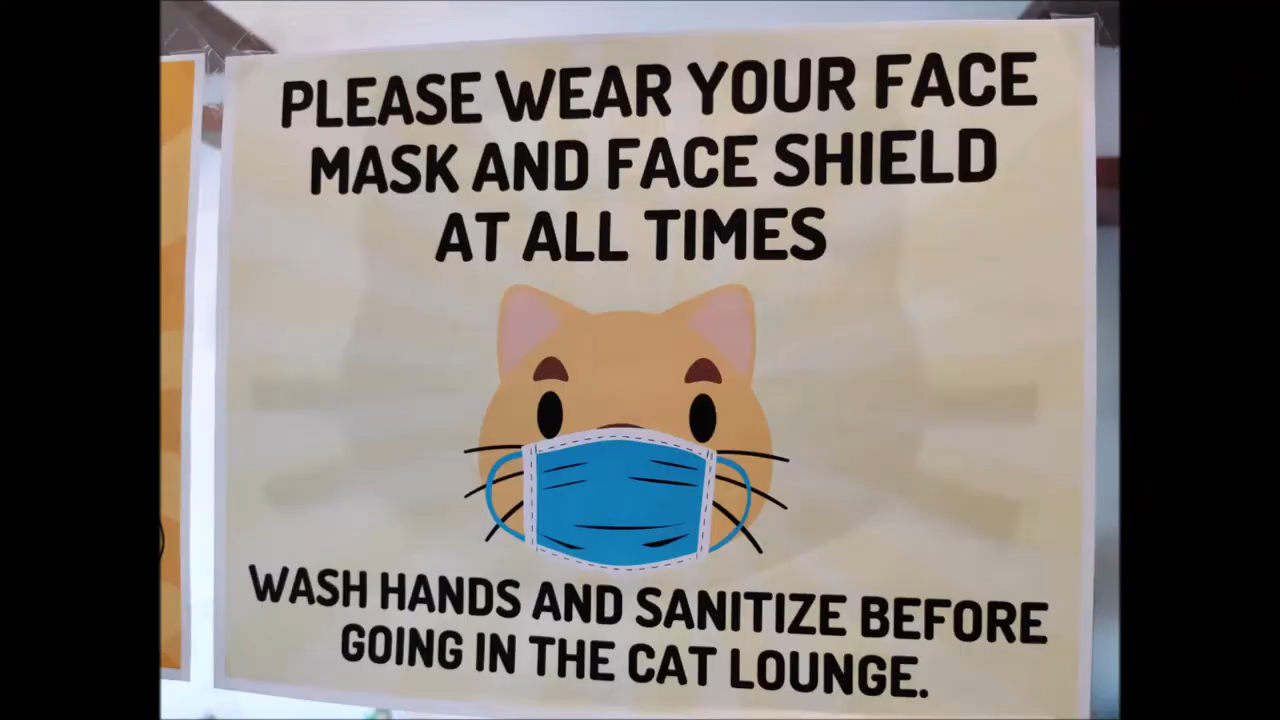 PLEASE WEAR YOUR FACE
MASK AND FACE SHIELD
AT ALL TIMES
WASH HANDS AND SANITIZE BEFORE
GOING IN THE CAT LOUNGE.